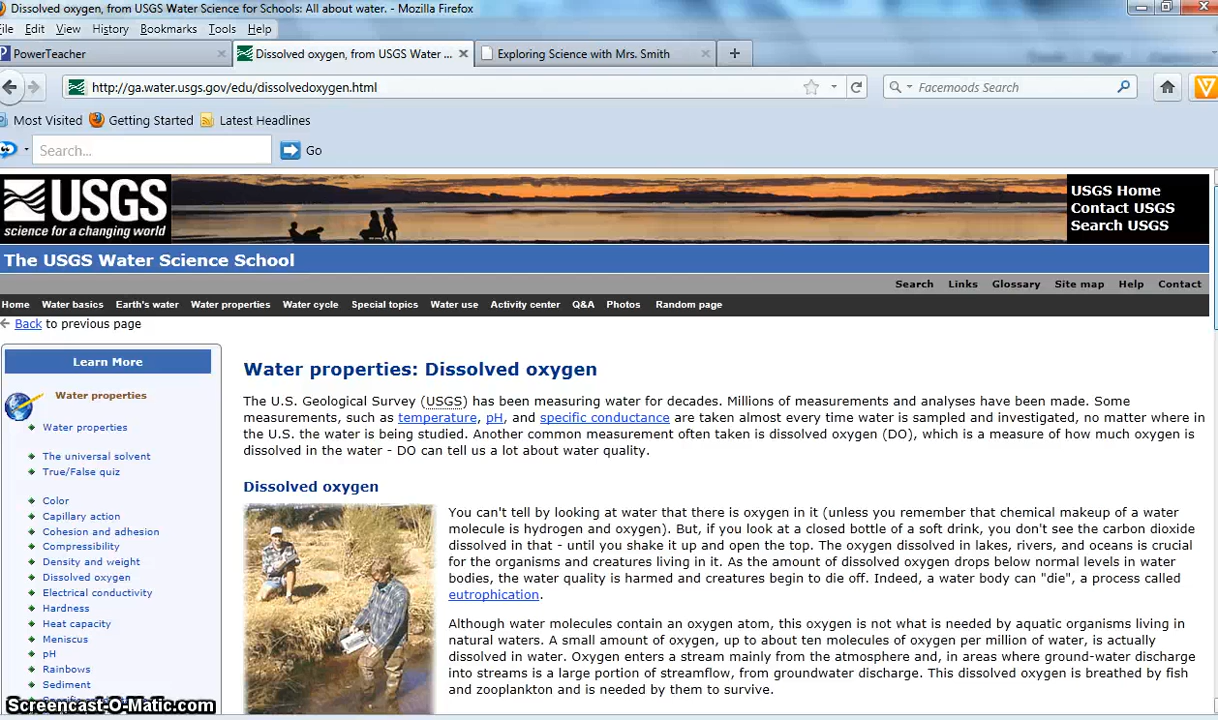 Dissolved oxygen, from USGS Water Science for Schools: All about water. - Mozilla Firefox
File Edit View History Bookmarks Tools Help
PowerTeacher Dissolved oxygen, from USGS Water ... Exploring Science with Mrs. Smith
http://ga.water.usgs.gov/edu/dissolvedoxygen.html Facemoods Search
Most Visited Getting Started Latest Headlines
Search... Go
USGS
science for a changing world
USGS Home
Contact USGS
Search USGS
The USGS Water Science School
Search Links Glossary Site map Help Contact
Home Water basics Earth's water Water properties Water cycle Special topics Water use Activity center Q&A Photos Random page
Back to previous page
Learn More
Water properties
Water properties
The universal solvent
True/False quiz
Color
Capillary action
Cohesion and adhesion
Compressibility
Density and weight
Dissolved oxygen
Electrical conductivity
Hardness
Heat capacity
Meniscus
pH
Rainbows
Sediment
Water properties: Dissolved oxygen
The U.S. Geological Survey (USGS) has been measuring water for decades. Millions of measurements and analyses have been made. Some
measurements, such as temperature, pH, and specific conductance are taken almost every time water is sampled and investigated, no matter where in
the U.S. the water is being studied. Another common measurement often taken is dissolved oxygen (DO), which is a measure of how much oxygen is
dissolved in the water - DO can tell us a lot about water quality.
Dissolved oxygen
You can't tell by looking at water that there is oxygen in it (unless you remember that chemical makeup of a water
molecule is hydrogen and oxygen). But, if you look at a closed bottle of a soft drink, you don't see the carbon dioxide
dissolved in that - until you shake it up and open the top. The oxygen dissolved in lakes, rivers, and oceans is crucial
for the organisms and creatures living in it. As the amount of dissolved oxygen drops below normal levels in water
bodies, the water quality is harmed and creatures begin to die off. Indeed, a water body can "die", a process called
eutrophication.
Although water molecules contain an oxygen atom, this oxygen is not what is needed by aquatic organisms living in
natural waters. A small amount of oxygen, up to about ten molecules of oxygen per million of water, is actually
dissolved in water. Oxygen enters a stream mainly from the atmosphere and, in areas where ground-water discharge
into streams is a large portion of streamflow, from groundwater discharge. This dissolved oxygen is breathed by fish
and zooplankton and is needed by them to survive.
Screencast-O-Matic.com